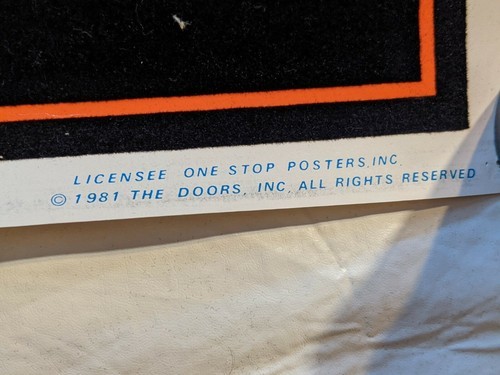 LICENSEE ONE STOP POSTERS, INC.
© 1981 THE DOORS, INC. ALL RIGHTS RESERVED